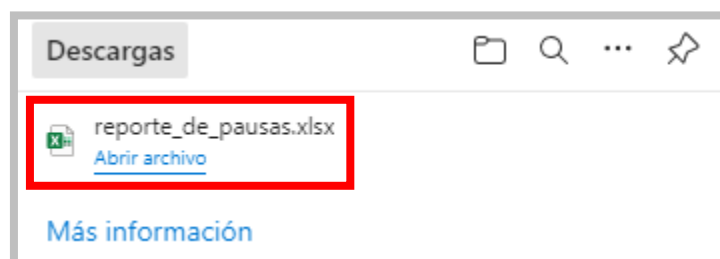 Descargas
reporte_de_pausas.xlsx
Abrir archivo
Más información